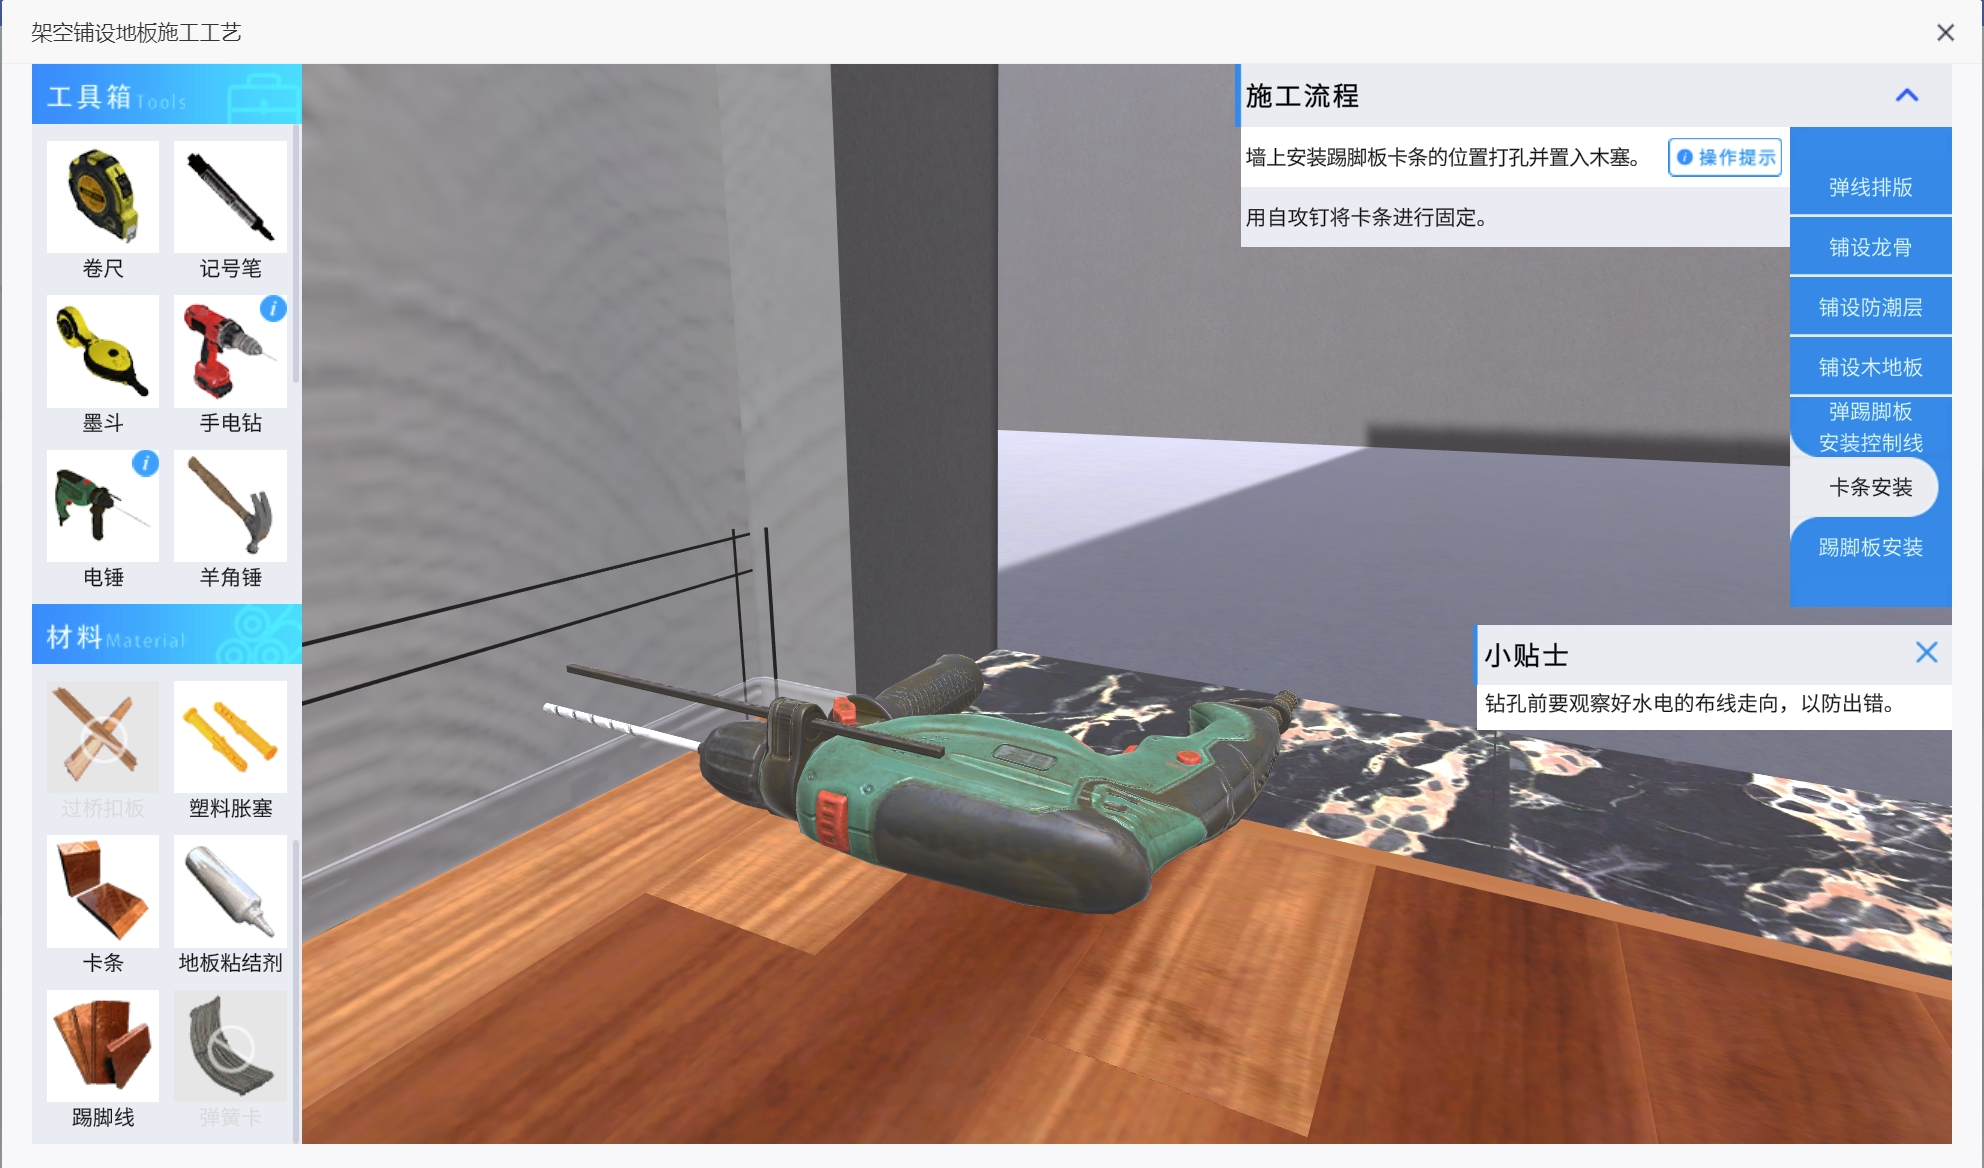 架空铺设地板施工工艺
工具箱 Tools
卷尺
记号笔
墨斗
手电钻
电锤
羊角锤
材料 Material
过桥扣板
塑料胀塞
卡条
地板粘结剂
踢脚线
弹簧卡
施工流程
墙上安装踢脚板卡条的位置打孔并置入木塞。
操作提示
用自攻钉将卡条进行固定。
弹线排版
铺设龙骨
铺设防潮层
铺设木地板
弹踢脚板
安装控制线
卡条安装
踢脚板安装
小贴士
钻孔前要观察好水电的布线走向，以防出错。